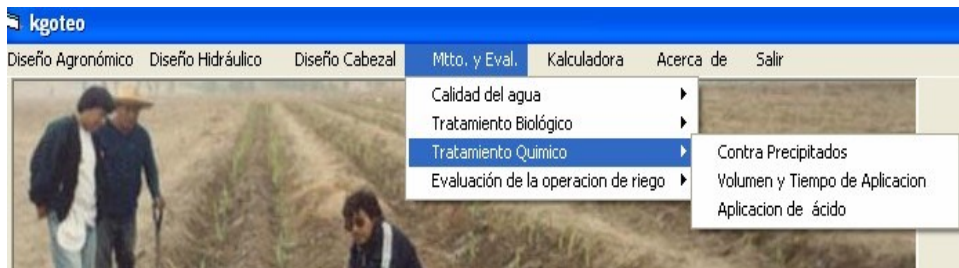 kgoteo
Diseño Agronómico Diseño Hidráulico Diseño Cabezal Mtto. y Eval. Kalculadora Acerca de Salir
Calidad del agua
Tratamiento Biológico
Tratamiento Quimico
Evaluación de la operacion de riego
Contra Precipitados
Volumen y Tiempo de Aplicacion
Aplicacion de ácido